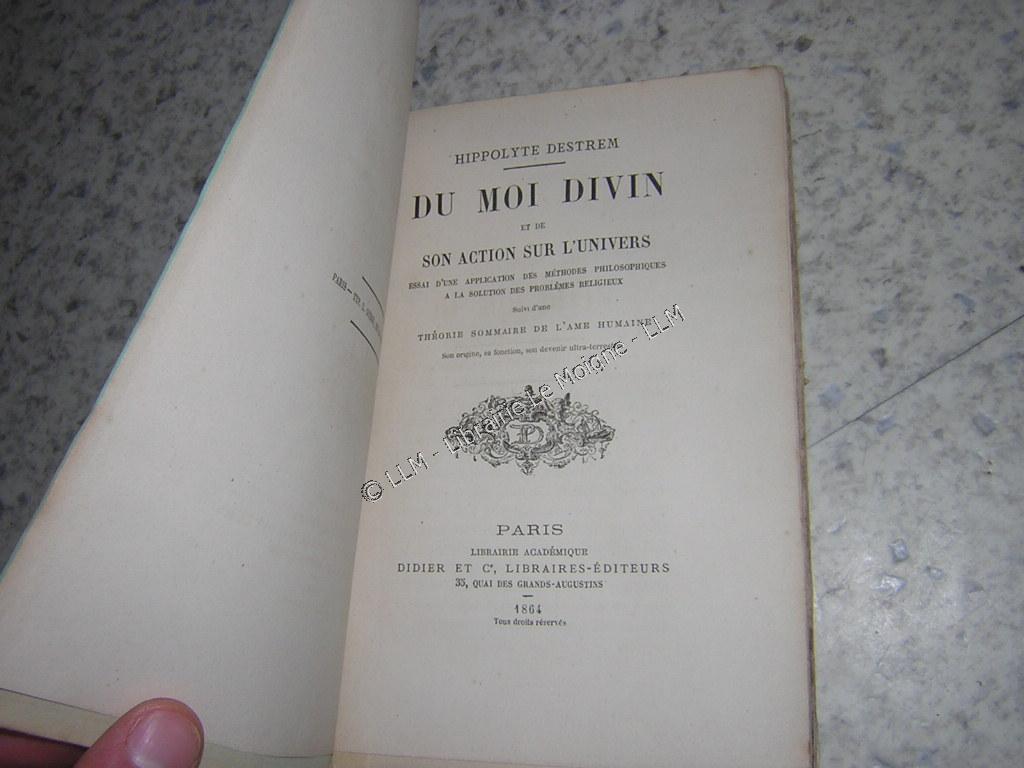 HIPPOLYTE DESTREM
DU MOI DIVIN
ET DE
SON ACTION SUR L'UNIVERS
ESSAI D'UNE APPLICATION DES MÉTHODES PHILOSOPHIQUES
A LA SOLUTION DES PROBLÈMES RELIGIEUX
Suivi d'une
THÉORIE SOMMAIRE DE L'AME HUMAINE
Son origine, sa fonction, son devenir
© LLM - Librairie Le Moigne - LLM
PARIS
LIBRAIRIE ACADÉMIQUE
DIDIER ET Cᵉ, LIBRAIRES-ÉDITEURS
35, QUAI DES GRANDS-AUGUSTINS
1864
Tous droits réservés
PARIS